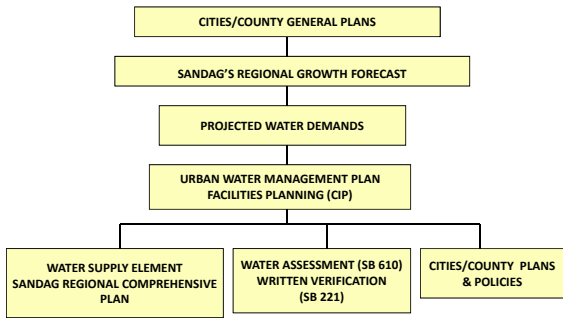 CITIES/COUNTY GENERAL PLANS
SANDAG'S REGIONAL GROWTH FORECAST
PROJECTED WATER DEMANDS
URBAN WATER MANAGEMENT PLAN
FACILITIES PLANNING (CIP)
WATER SUPPLY ELEMENT
SANDAG REGIONAL COMPREHENSIVE
PLAN
WATER ASSESSMENT (SB 610)
WRITTEN VERIFICATION
(SB 221)
CITIES/COUNTY PLANS
& POLICIES